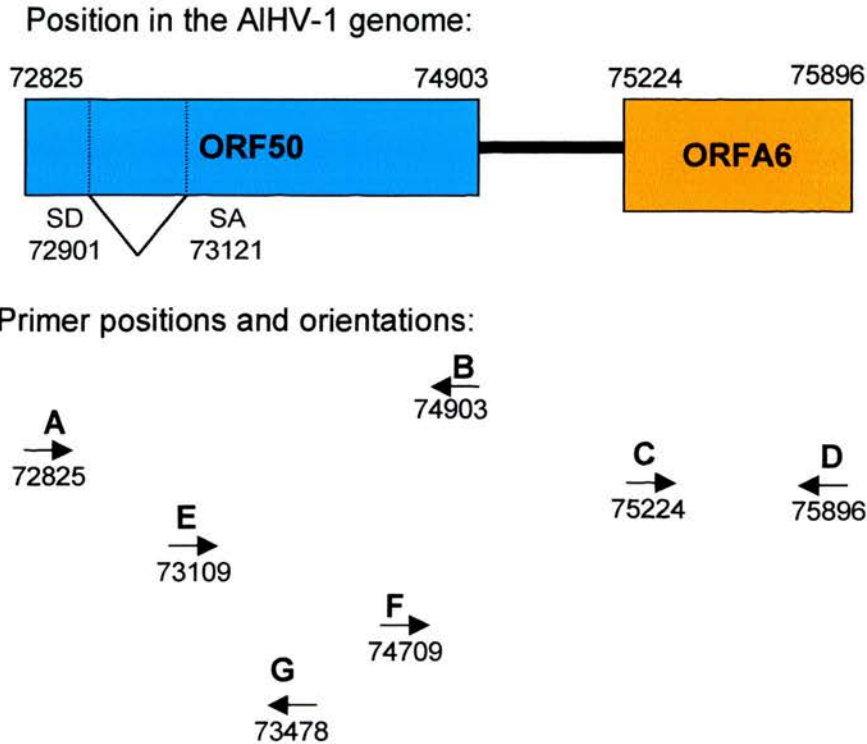 Position in the AlHV-1 genome:
72825 74903 75224 75896
ORF50 ORFA6
SD SA
72901 73121
Primer positions and orientations:
B
74903
A C D
72825 75224 75896
E
73109
F
74709
G
73478